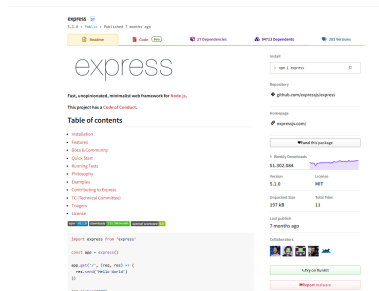 express
5.1.0 • Public • Published 7 months ago
Readme
Code Beta
27 Dependencies
283 Versions
express
Fast, unopinionated, minimalist web framework for Node.js.
This project has a Code of Conduct.
Table of contents
• Installation
• Features
• Docs & Community
• Quick Start
• Running Tests
• Philosophy
• Examples
• Contributing to Express
• TC (Technical Committee)
• Triagers
• License
import express from 'express'
const app = express()
app.get('/', (req, res) => {
res.send('Hello World')
})
Install
> npm i express
Repository
github.com/expressjs/express
Homepage
expressjs.com/
Fund this package
Weekly Downloads
51.302.084
Version
License
5.1.0
MIT
Unpacked Size
Total Files
197 kB
11
Last publish
7 months ago
Collaborators
Try on RunKit
Report malware